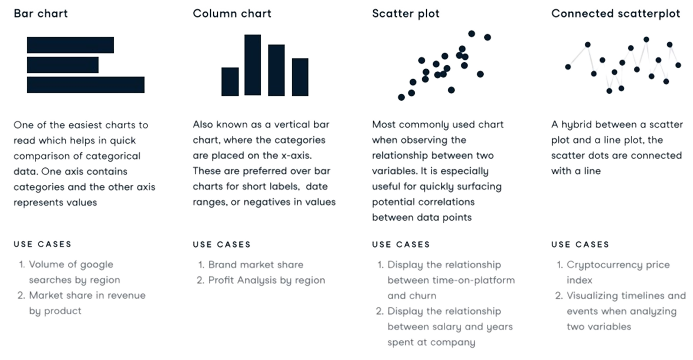 Bar chart
One of the easiest charts to
read which helps in quick
comparison of categorical
data. One axis contains
categories and the other axis
represents values
USE CASES
1. Volume of google
searches by region
2. Market share in revenue
by product
Column chart
Also known as a vertical bar
chart, where the categories
are placed on the x-axis.
These are preferred over bar
charts for short labels, date
ranges, or negatives in values
USE CASES
1. Brand market share
2. Profit Analysis by region
Scatter plot
Most commonly used chart
when observing the
relationship between two
variables. It is especially
useful for quickly surfacing
potential correlations
between data points
USE CASES
1. Display the relationship
between time-on-platform
and churn
2. Display the relationship
between salary and years
spent at company
Connected scatterplot
A hybrid between a scatter
plot and a line plot, the
scatter dots are connected
with a line
USE CASES
1. Cryptocurrency price
index
2. Visualizing timelines and
events when analyzing
two variables